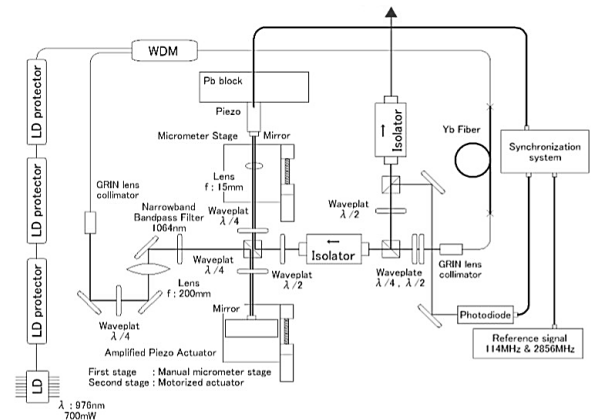 WDM
Pb block
Piezo
Micrometer Stage
Mirror
Isolator
Yb Fiber
Synchronization
system
LD protector
LD protector
LD protector
GRIN lens
collimator
Lens
f : 15mm
Narrowband
Bandpass Filter
1064nm
Waveplat
λ/4
Waveplat
λ/2
Waveplat
λ/4
Isolator
Lens
f : 200mm
Waveplat
λ/2
Waveplate
λ/4 , λ/2
GRIN lens
collimator
Waveplat
λ/4
Mirror
Photodiode
Amplified Piezo Actuator
Reference signal
114MHz & 2856MHz
First stage : Manual micrometer stage
Second stage : Motorized actuator
LD
λ : 976nm
700mW